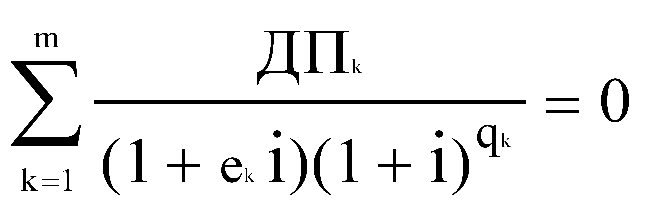 m
∑ ДПₖ / (1 + eₖ i)(1 + i)^qₖ = 0
k=1